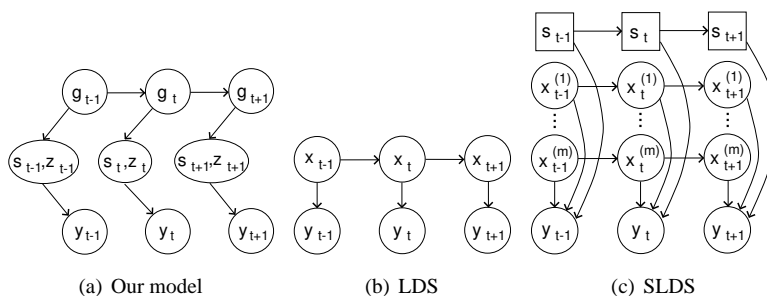 g t-1 g t g t+1
s t-1 ,z t-1 s t ,z t s t+1 ,z t+1
y t-1 y t y t+1
(a) Our model
x t-1 x t x t+1
y t-1 y t y t+1
(b) LDS
s t-1 s t s t+1
x (1) t-1 x (1) t x (1) t+1
x (m) t-1 x (m) t x (m) t+1
y t-1 y t y t+1
(c) SLDS